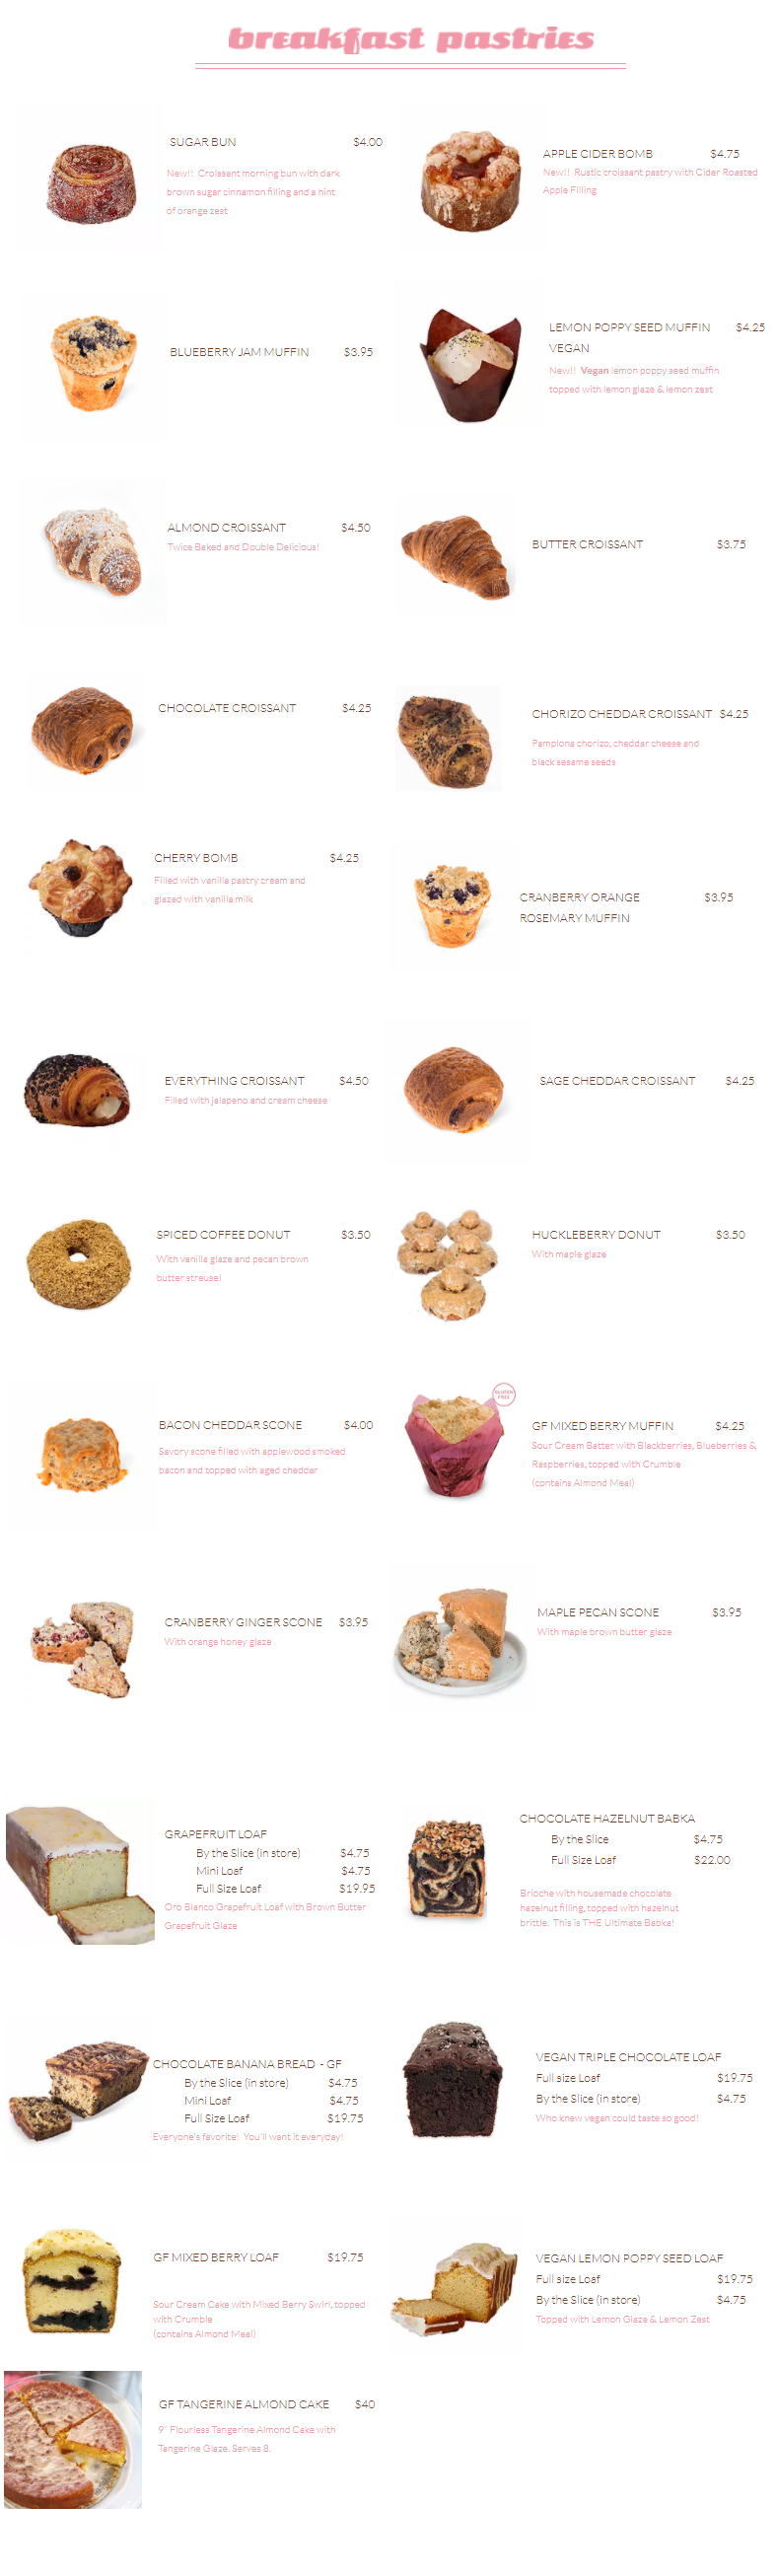 breakfast pastries
SUGAR BUN $4.00
New!! Croissant morning bun with dark
brown sugar cinnamon filling and a hint
of orange zest
APPLE CIDER BOMB $4.75
New!! Rustic croissant pastry with Cider Roasted
Apple Filling
BLUEBERRY JAM MUFFIN $3.95
LEMON POPPY SEED MUFFIN $4.25
VEGAN
New!! Vegan lemon poppy seed muffin
topped with lemon glaze & lemon zest
ALMOND CROISSANT $4.50
Twice Baked and Double Delicious!
BUTTER CROISSANT $3.75
CHOCOLATE CROISSANT $4.25
CHORIZO CHEDDAR CROISSANT $4.25
Pamplona chorizo, cheddar cheese and
black sesame seeds
CHERRY BOMB $4.25
Filled with vanilla pastry cream and
glazed with vanilla milk
CRANBERRY ORANGE $3.95
ROSEMARY MUFFIN
EVERYTHING CROISSANT $4.50
Filled with jalapeno and cream cheese
SAGE CHEDDAR CROISSANT $4.25
SPICED COFFEE DONUT $3.50
With vanilla glaze and pecan brown
butter streusel
HUCKLEBERRY DONUT $3.50
With maple glaze
BACON CHEDDAR SCONE $4.00
Savory scone filled with applewood smoked
bacon and topped with aged cheddar
GLUTEN
FREE
GF MIXED BERRY MUFFIN $4.25
Sour Cream Batter with Blackberries, Blueberries &
Raspberries, topped with Crumble
(contains Almond Meal)
CRANBERRY GINGER SCONE $3.95
With orange honey glaze
MAPLE PECAN SCONE $3.95
With maple brown butter glaze
GRAPEFRUIT LOAF
By the Slice (in store) $4.75
Mini Loaf $4.75
Full Size Loaf $19.95
Oro Blanco Grapefruit Loaf with Brown Butter
Grapefruit Glaze
CHOCOLATE HAZELNUT BABKA
By the Slice $4.75
Full Size Loaf $22.00
Brioche with housemade chocolate
hazelnut filling, topped with hazelnut
brittle. This is THE Ultimate Babka!
CHOCOLATE BANANA BREAD - GF
By the Slice (in store) $4.75
Mini Loaf $4.75
Full Size Loaf $19.75
Everyone's favorite! You'll want it everyday!
VEGAN TRIPLE CHOCOLATE LOAF
Full size Loaf $19.75
By the Slice (in store) $4.75
Who knew vegan could taste so good!
GF MIXED BERRY LOAF $19.75
Sour Cream Cake with Mixed Berry Swirl, topped
with Crumble
(contains Almond Meal)
VEGAN LEMON POPPY SEED LOAF
Full size Loaf $19.75
By the Slice (in store) $4.75
Topped with Lemon Glaze & Lemon Zest
GF TANGERINE ALMOND CAKE $40
9" Flourless Tangerine Almond Cake with
Tangerine Glaze. Serves 8.